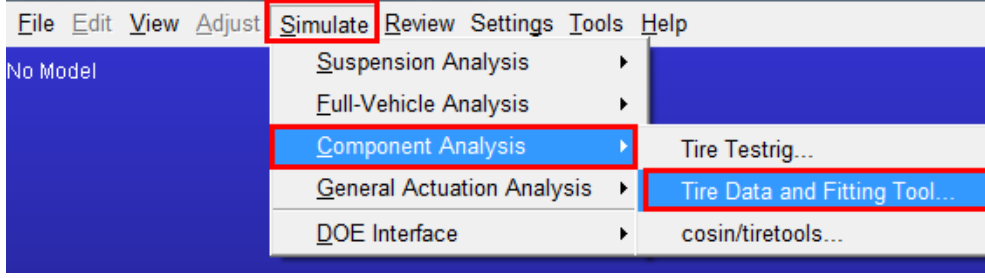 File Edit View Adjust Simulate Review Settings Tools Help
No Model
Suspension Analysis
Full-Vehicle Analysis
Component Analysis
General Actuation Analysis
DOE Interface
Tire Testrig...
Tire Data and Fitting Tool...
cosin/tiretools...